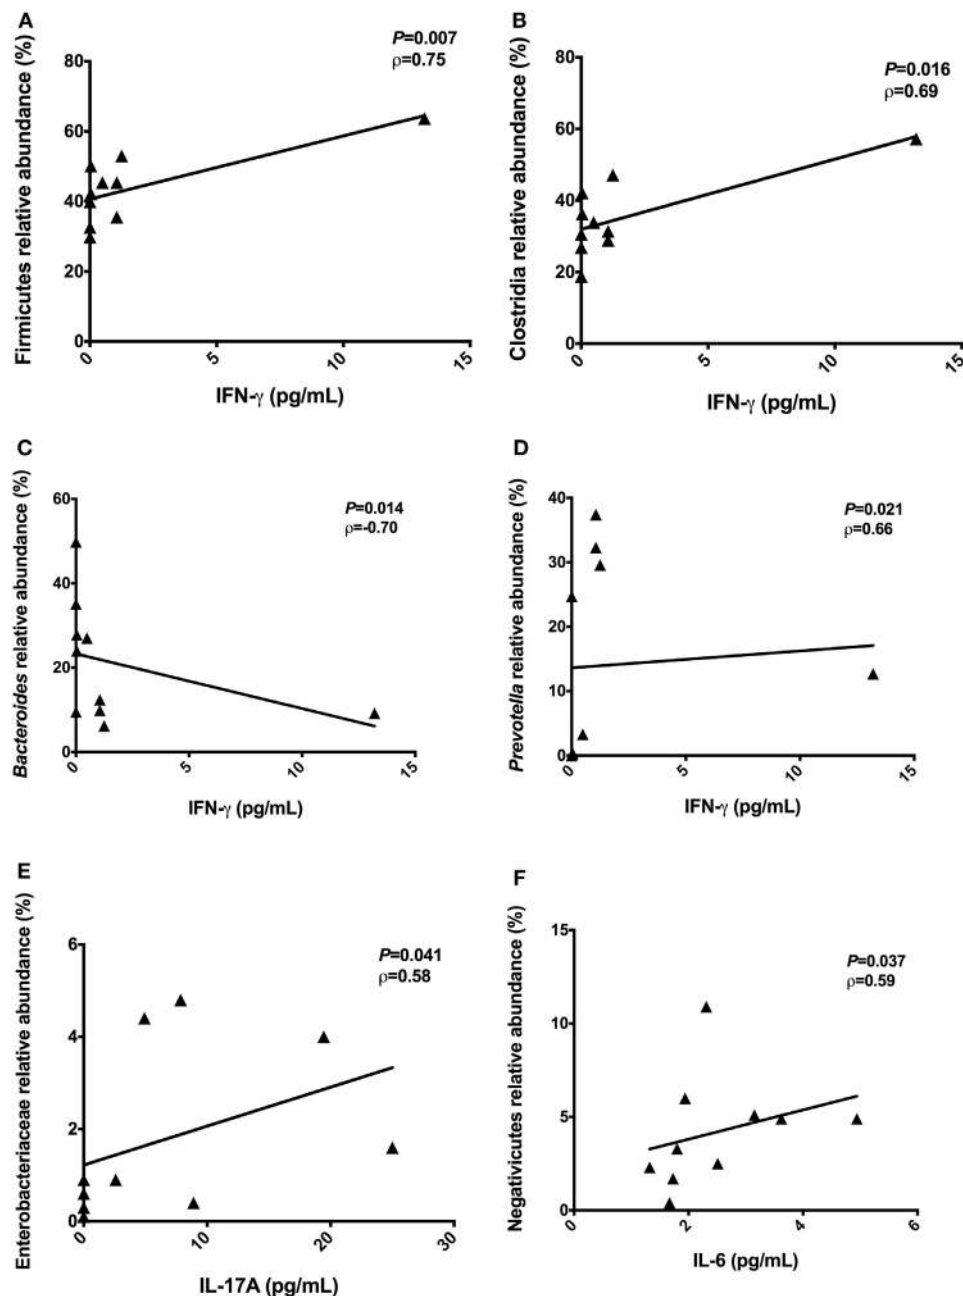 A
P=0.007
ρ=0.75
Firmicutes relative abundance (%)
80
60
40
20
0
0
5
10
15
IFN-γ (pg/mL)
B
P=0.016
ρ=0.69
Clostridia relative abundance (%)
80
60
40
20
0
0
5
10
15
IFN-γ (pg/mL)
C
P=0.014
ρ=-0.70
Bacteroides relative abundance (%)
60
40
20
0
0
5
10
15
IFN-γ (pg/mL)
D
P=0.021
ρ=0.66
Prevotella relative abundance (%)
40
30
20
10
0
0
5
10
15
IFN-γ (pg/mL)
E
P=0.041
ρ=0.58
Enterobacteriaceae relative abundance (%)
6
4
2
0
0
10
20
30
IL-17A (pg/mL)
F
P=0.037
ρ=0.59
Negativicutes relative abundance (%)
15
10
5
0
0
2
4
6
IL-6 (pg/mL)